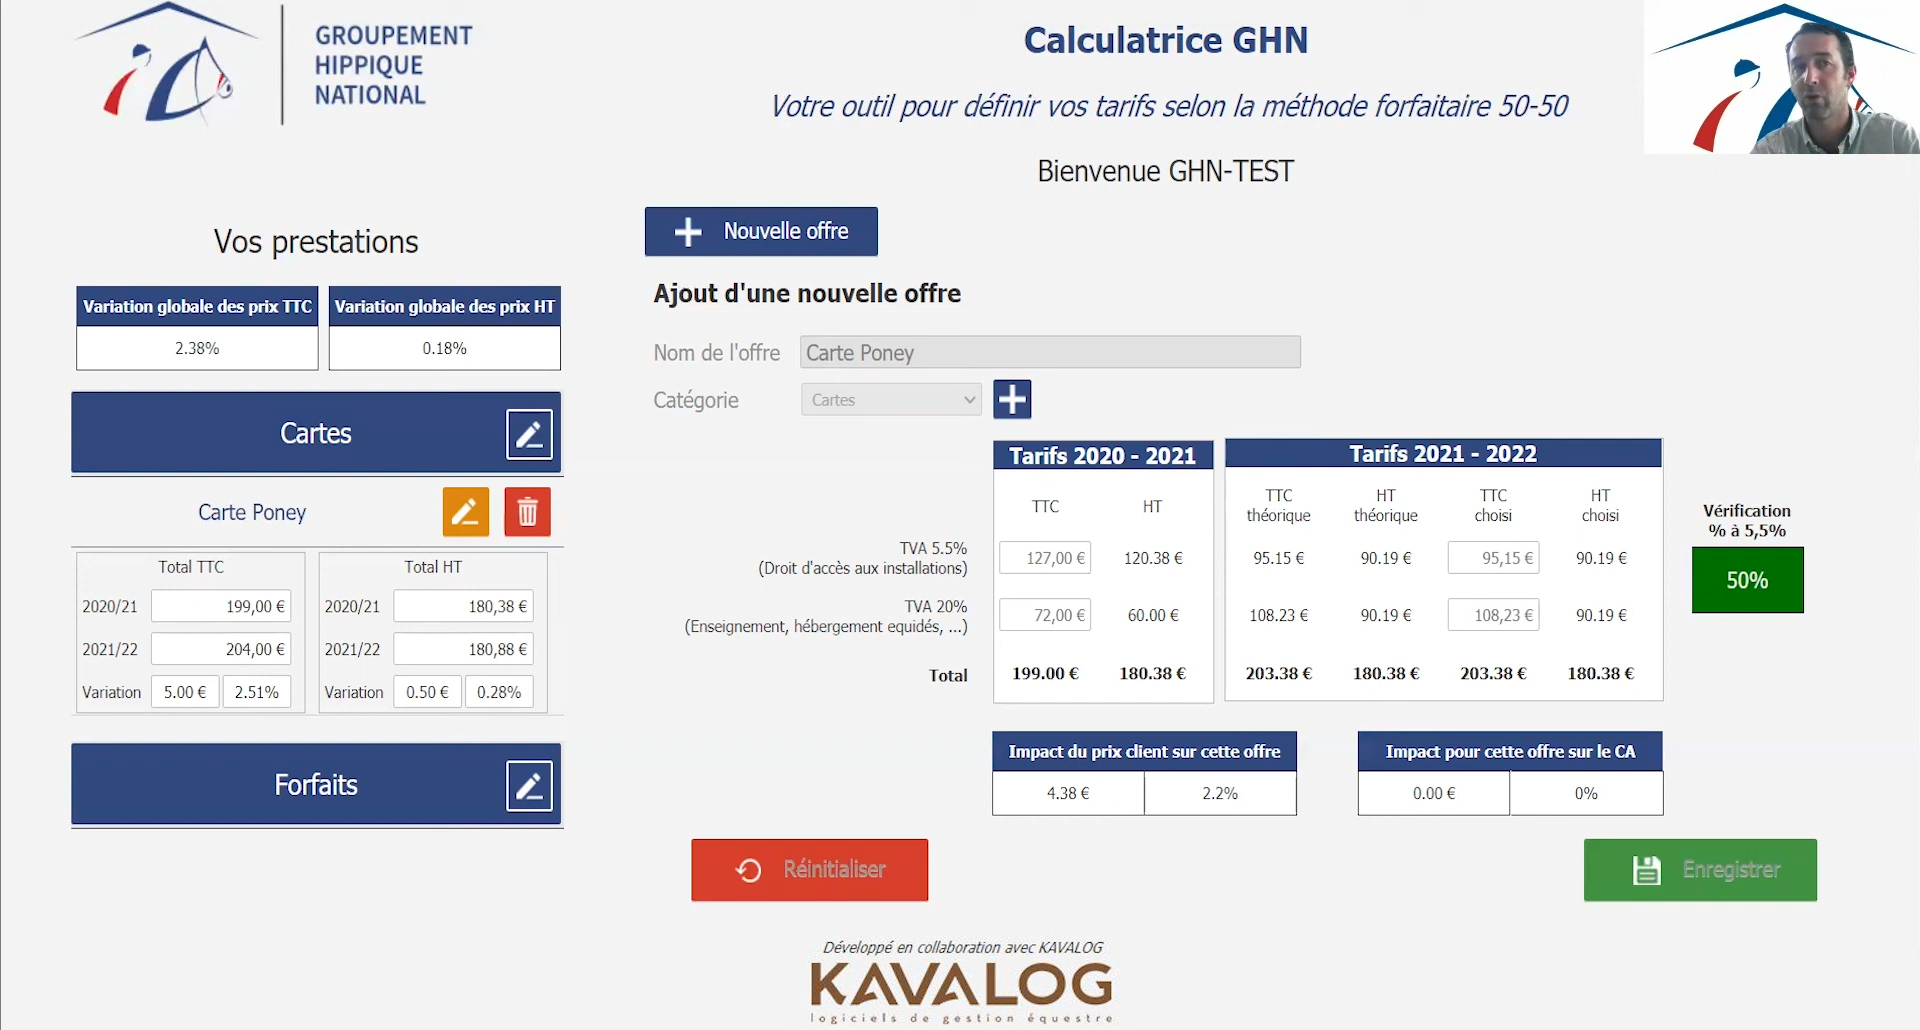 GROUPEMENT
HIPPIQUE
NATIONAL
Calculatrice GHN
Votre outil pour définir vos tarifs selon la méthode forfaitaire 50-50
Bienvenue GHN-TEST
Vos prestations
Variation globale des prix TTC
Variation globale des prix HT
2.38%
0.18%
Cartes
Carte Poney
Total TTC
Total HT
2020/21
199,00 €
2020/21
180,38 €
2021/22
204,00 €
2021/22
180,88 €
Variation
5.00 €
2.51%
Variation
0.50 €
0.28%
Forfaits
Nouvelle offre
Ajout d'une nouvelle offre
Nom de l'offre
Carte Poney
Catégorie
Cartes
Tarifs 2020 - 2021
Tarifs 2021 - 2022
TTC
HT
TTC
théorique
HT
théorique
TTC
choisi
HT
choisi
TVA 5.5%
(Droit d'accès aux installations)
127,00 €
120.38 €
95.15 €
90.19 €
95,15 €
90.19 €
TVA 20%
(Enseignement, hébergement equidés, ...)
72,00 €
60.00 €
108.23 €
90.19 €
108,23 €
90.19 €
Total
199.00 €
180.38 €
203.38 €
180.38 €
203.38 €
180.38 €
Vérification
% à 5,5%
50%
Impact du prix client sur cette offre
4.38 €
2.2%
Impact pour cette offre sur le CA
0.00 €
0%
Réinitialiser
Enregistrer
Développé en collaboration avec KAVALOG
KAVALOG
logiciels de gestion équestre